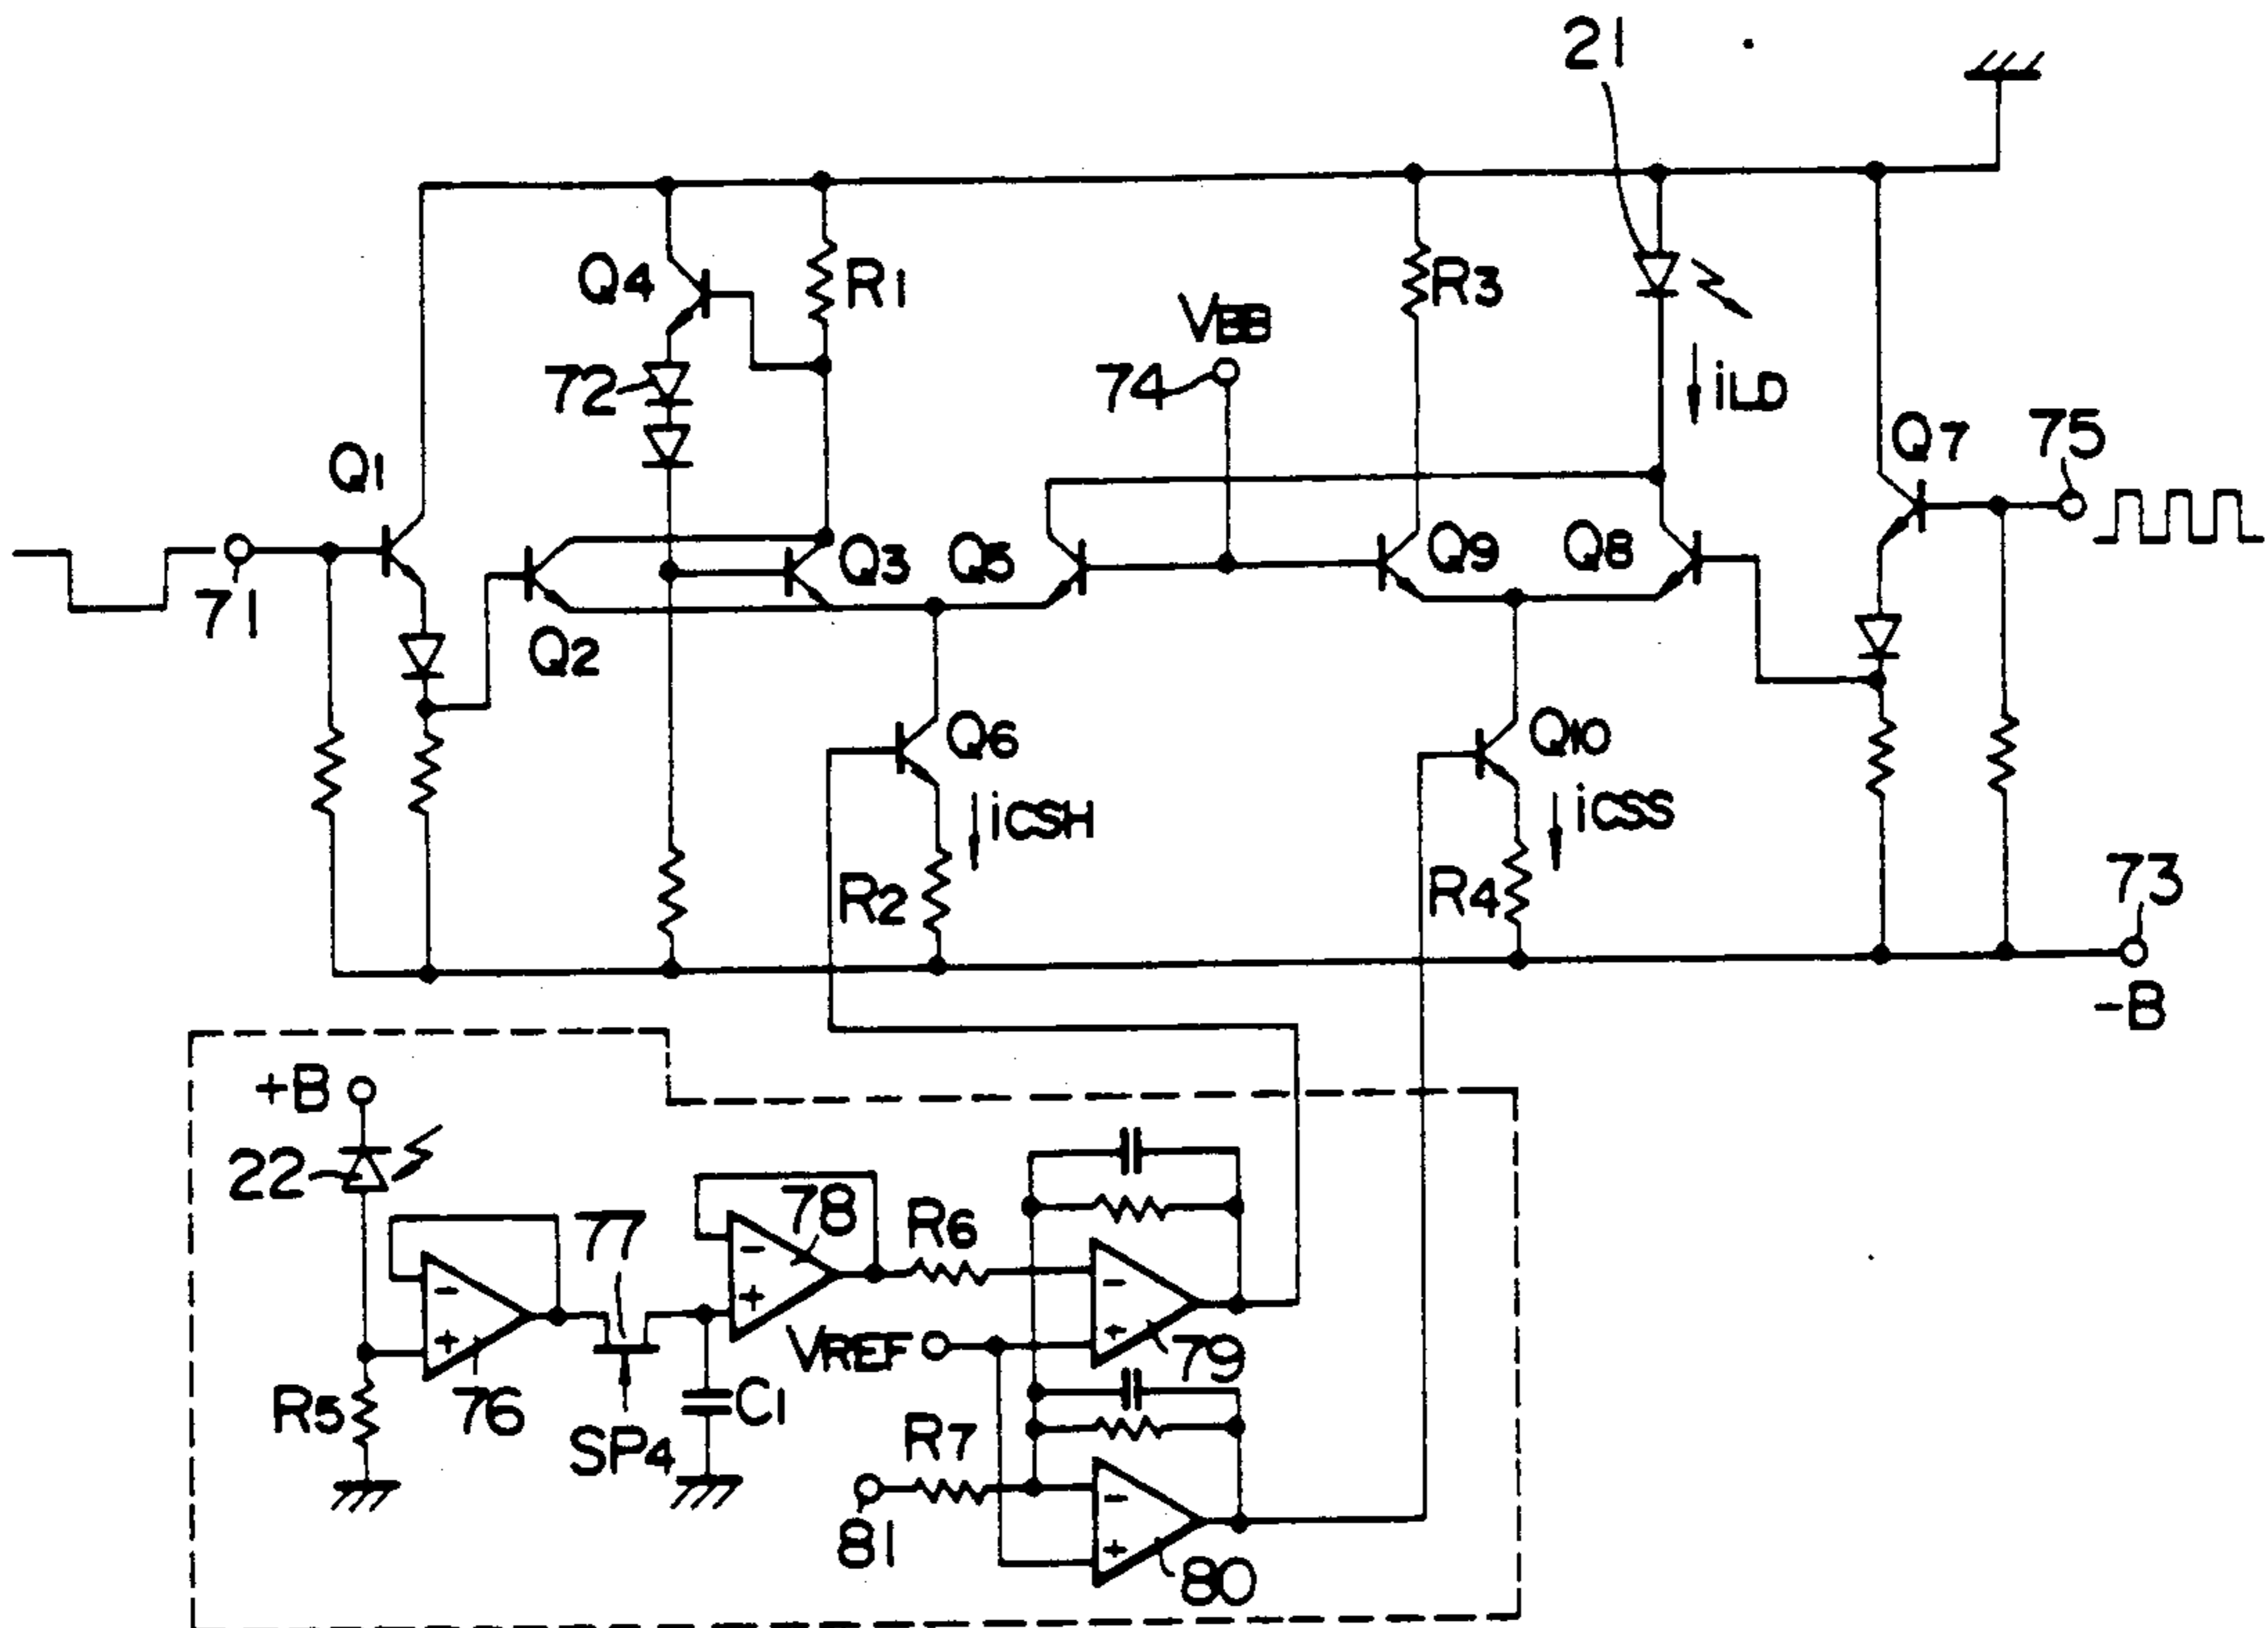 21
Q4
R1
VBB
R3
72
74
iLD
Q1
Q7
75
71
Q2
Q3
Q5
Q9
Q8
Q6
Q10
iCSH
iCSS
R2
R4
73
-B
+B
22
77
78
R6
-
+
-
+
-
+
-
+
VREF
79
R5
76
SP4
C1
R7
81
80